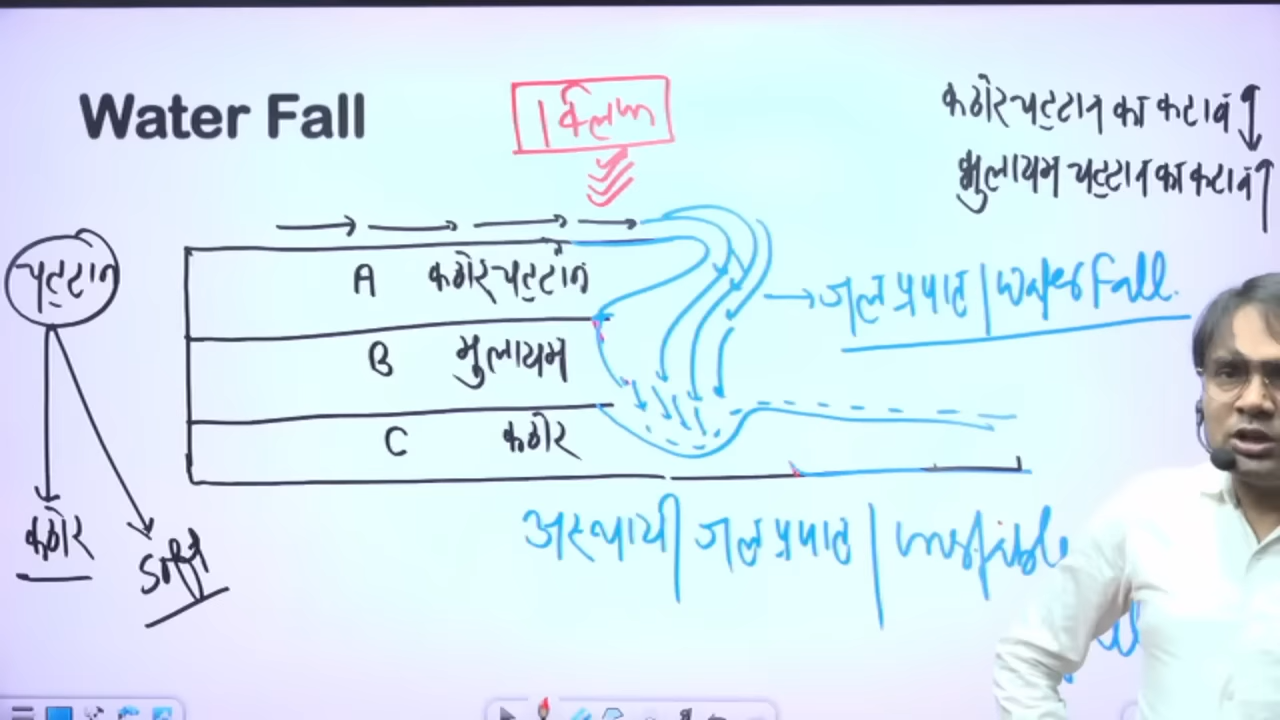 Water Fall
कठोर चट्टान का कटाव
मुलायम चट्टान का कटाव
चट्टान
A कठोर चट्टान
B मुलायम
C कठोर
जल प्रपात | Water Fall.
कठोर
Soft
अस्थायी | जल प्रपात | Unstable